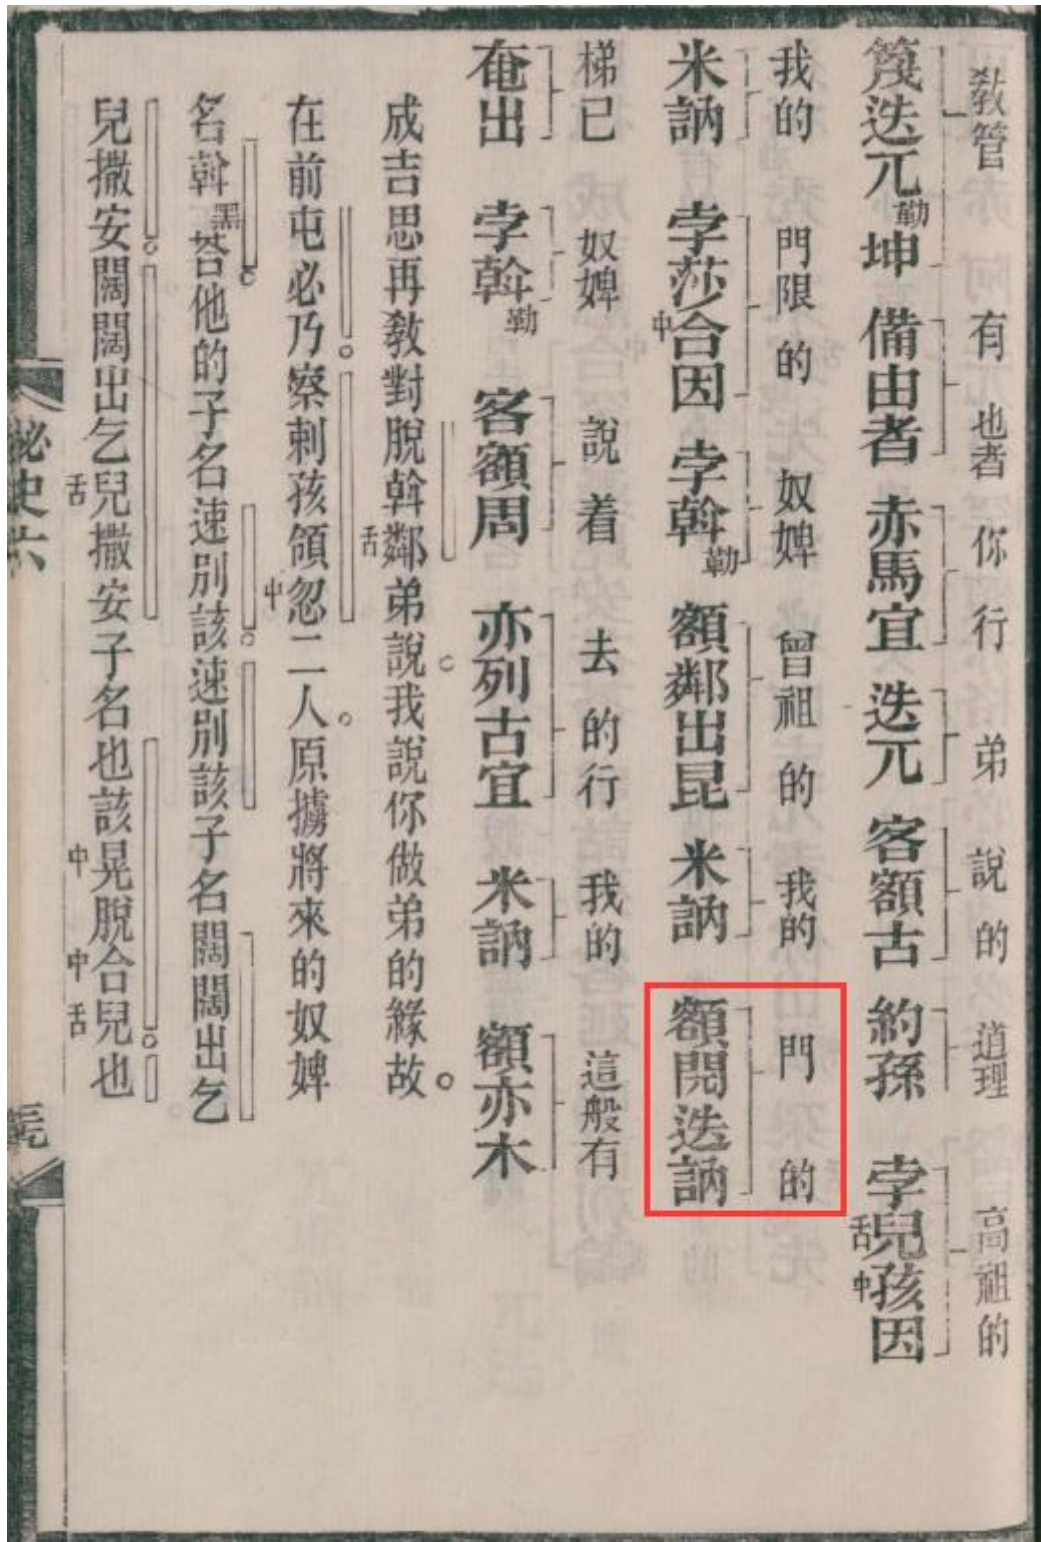 教管 有也者 你行 弟 說的 道理 高祖的
篾迭兀勒坤 備由者 赤馬宜 迭兀 客額古 約孫 孛舌兒中孩因
我的 門限的 奴婢 曾祖的 我的 門的
米訥 孛莎中合因 孛斡勒 額鄰出昆 米訥 額閱迭訥
梯已 奴婢 說着 去的行 我的 這般有
奄出 孛斡勒 客額周 亦列古宜 米訥 額亦木
成吉思再教對脫斡舌鄰弟說我說你做弟的緣故
在前屯必乃察剌孩領中忽二人原擄將來的奴婢
名斡黑荅他的子名速別該速別該子名闊闊出乞
兒撒安闊闊出乞舌兒撒安子名也該中晃脫中合舌兒也
祕史六